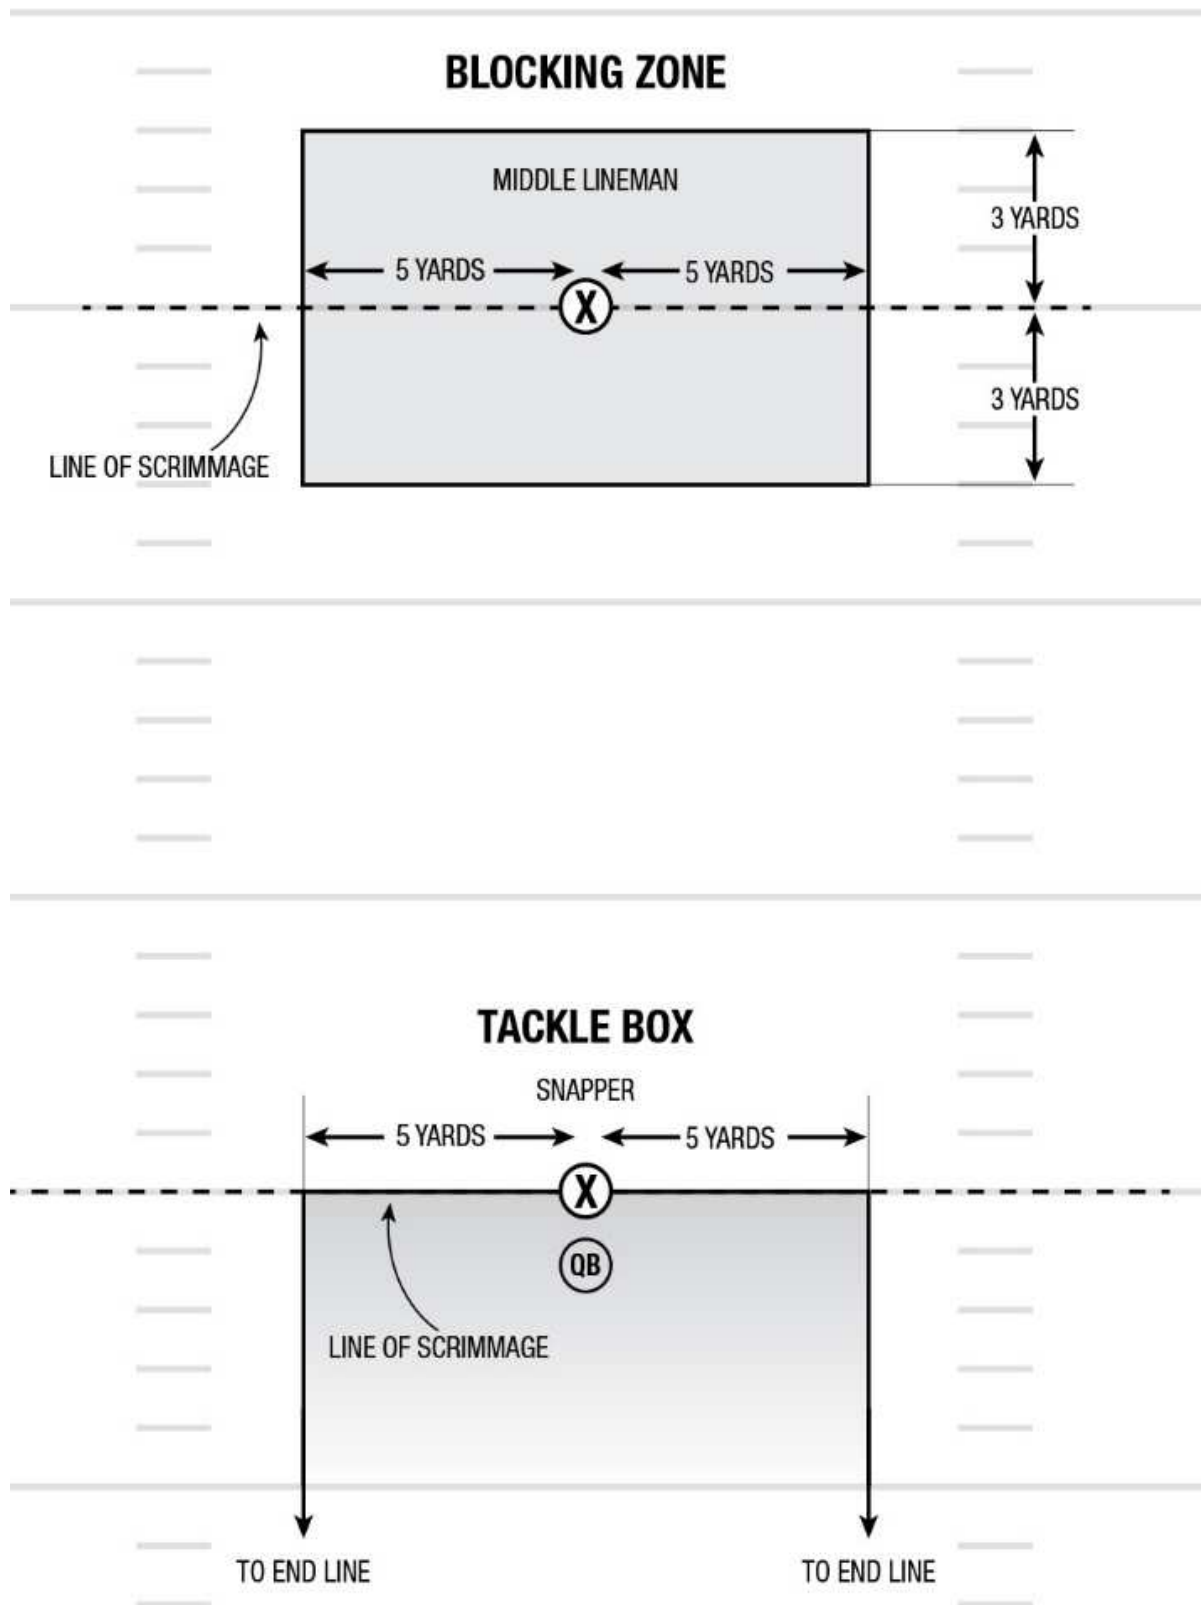 BLOCKING ZONE
MIDDLE LINEMAN
3 YARDS
5 YARDS
5 YARDS
X
3 YARDS
LINE OF SCRIMMAGE
TACKLE BOX
SNAPPER
5 YARDS
5 YARDS
X
QB
LINE OF SCRIMMAGE
TO END LINE
TO END LINE